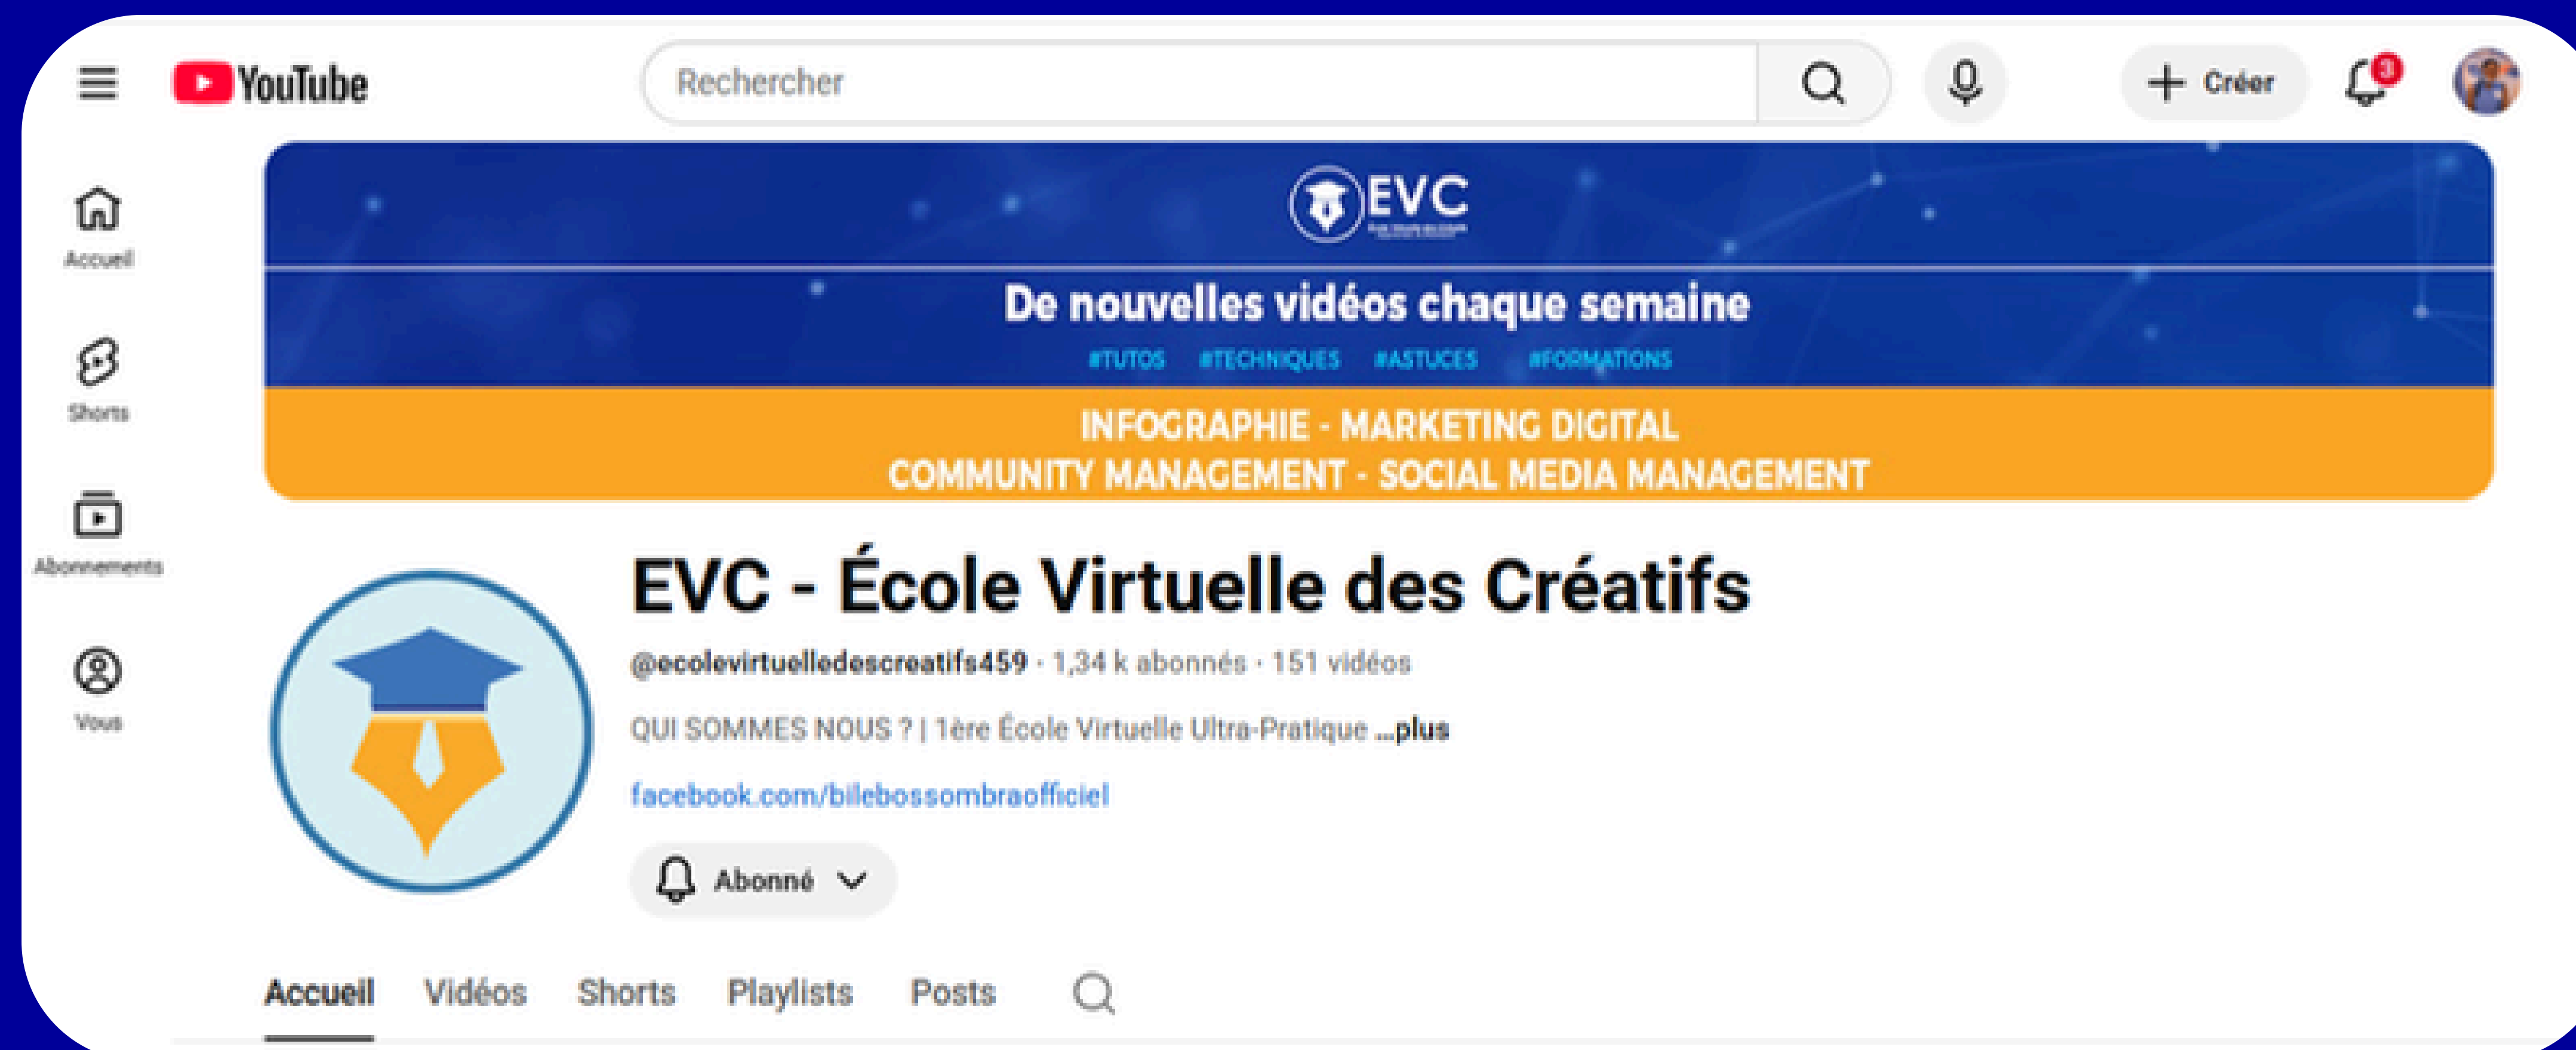 YouTube
Rechercher
Créer
3
Accueil
Shorts
Abonnements
Vous
EVC
De nouvelles vidéos chaque semaine
#TUTOS #TECHNIQUES #ASTUCES #FORMATIONS
INFOGRAPHIE - MARKETING DIGITAL
COMMUNITY MANAGEMENT - SOCIAL MEDIA MANAGEMENT
EVC - École Virtuelle des Créatifs
@ecolevirtuelledescreatifs459 · 1,34 k abonnés · 151 vidéos
QUI SOMMES NOUS ? | 1ère École Virtuelle Ultra-Pratique ...plus
facebook.com/bilebossombraofficiel
Abonné
Accueil Vidéos Shorts Playlists Posts